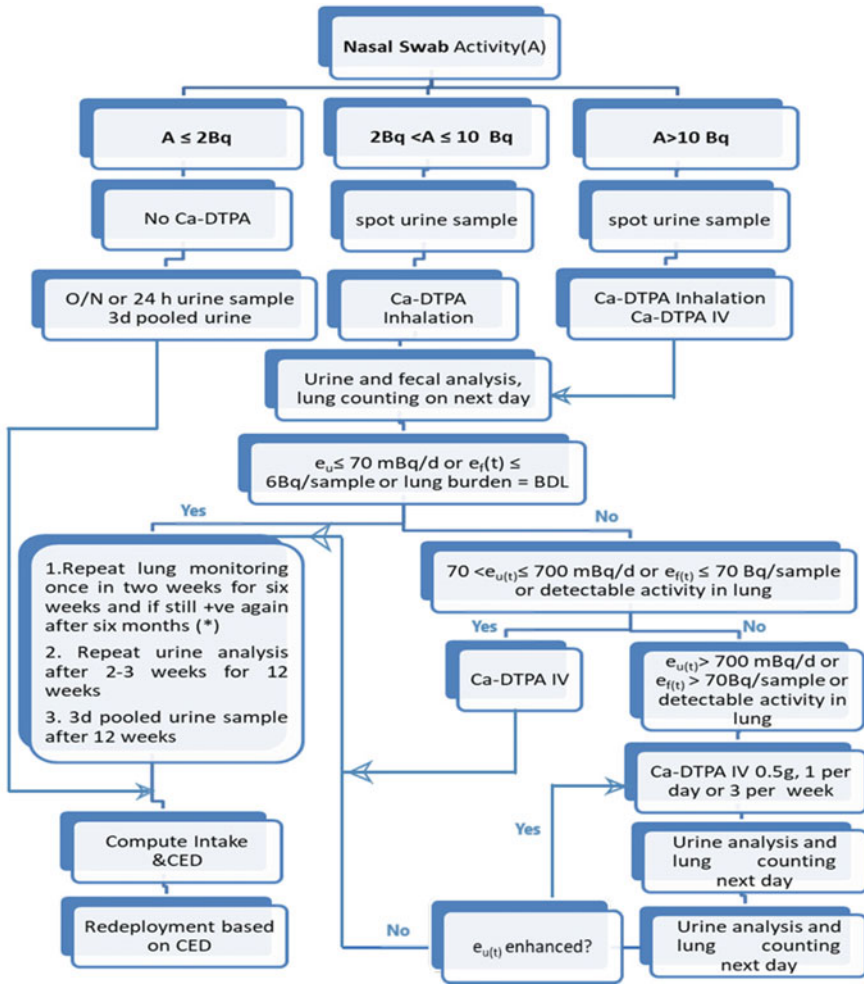 Nasal Swab Activity(A)
A ≤ 2Bq
2Bq <A ≤ 10 Bq
A>10 Bq
No Ca-DTPA
spot urine sample
spot urine sample
O/N or 24 h urine sample
3d pooled urine
Ca-DTPA
Inhalation
Ca-DTPA Inhalation
Ca-DTPA IV
Urine and fecal analysis,
lung counting on next day
eu≤ 70 mBq/d or ef(t) ≤
6Bq/sample or lung burden = BDL
Yes
No
1.Repeat lung monitoring
once in two weeks for six
weeks and if still +ve again
after six months (*)
2. Repeat urine analysis
after 2-3 weeks for 12
weeks
3. 3d pooled urine sample
after 12 weeks
70 <eu(t)≤ 700 mBq/d or ef(t) ≤ 70 Bq/sample
or detectable activity in lung
Yes
No
Ca-DTPA IV
eu(t)> 700 mBq/d or
ef(t) > 70Bq/sample or
detectable activity in
lung
Ca-DTPA IV 0.5g, 1 per
day or 3 per week
Yes
Compute Intake
&CED
Urine analysis and
lung counting
next day
Redeployment based
on CED
No
eu(t) enhanced?
Urine analysis and
lung counting
next day